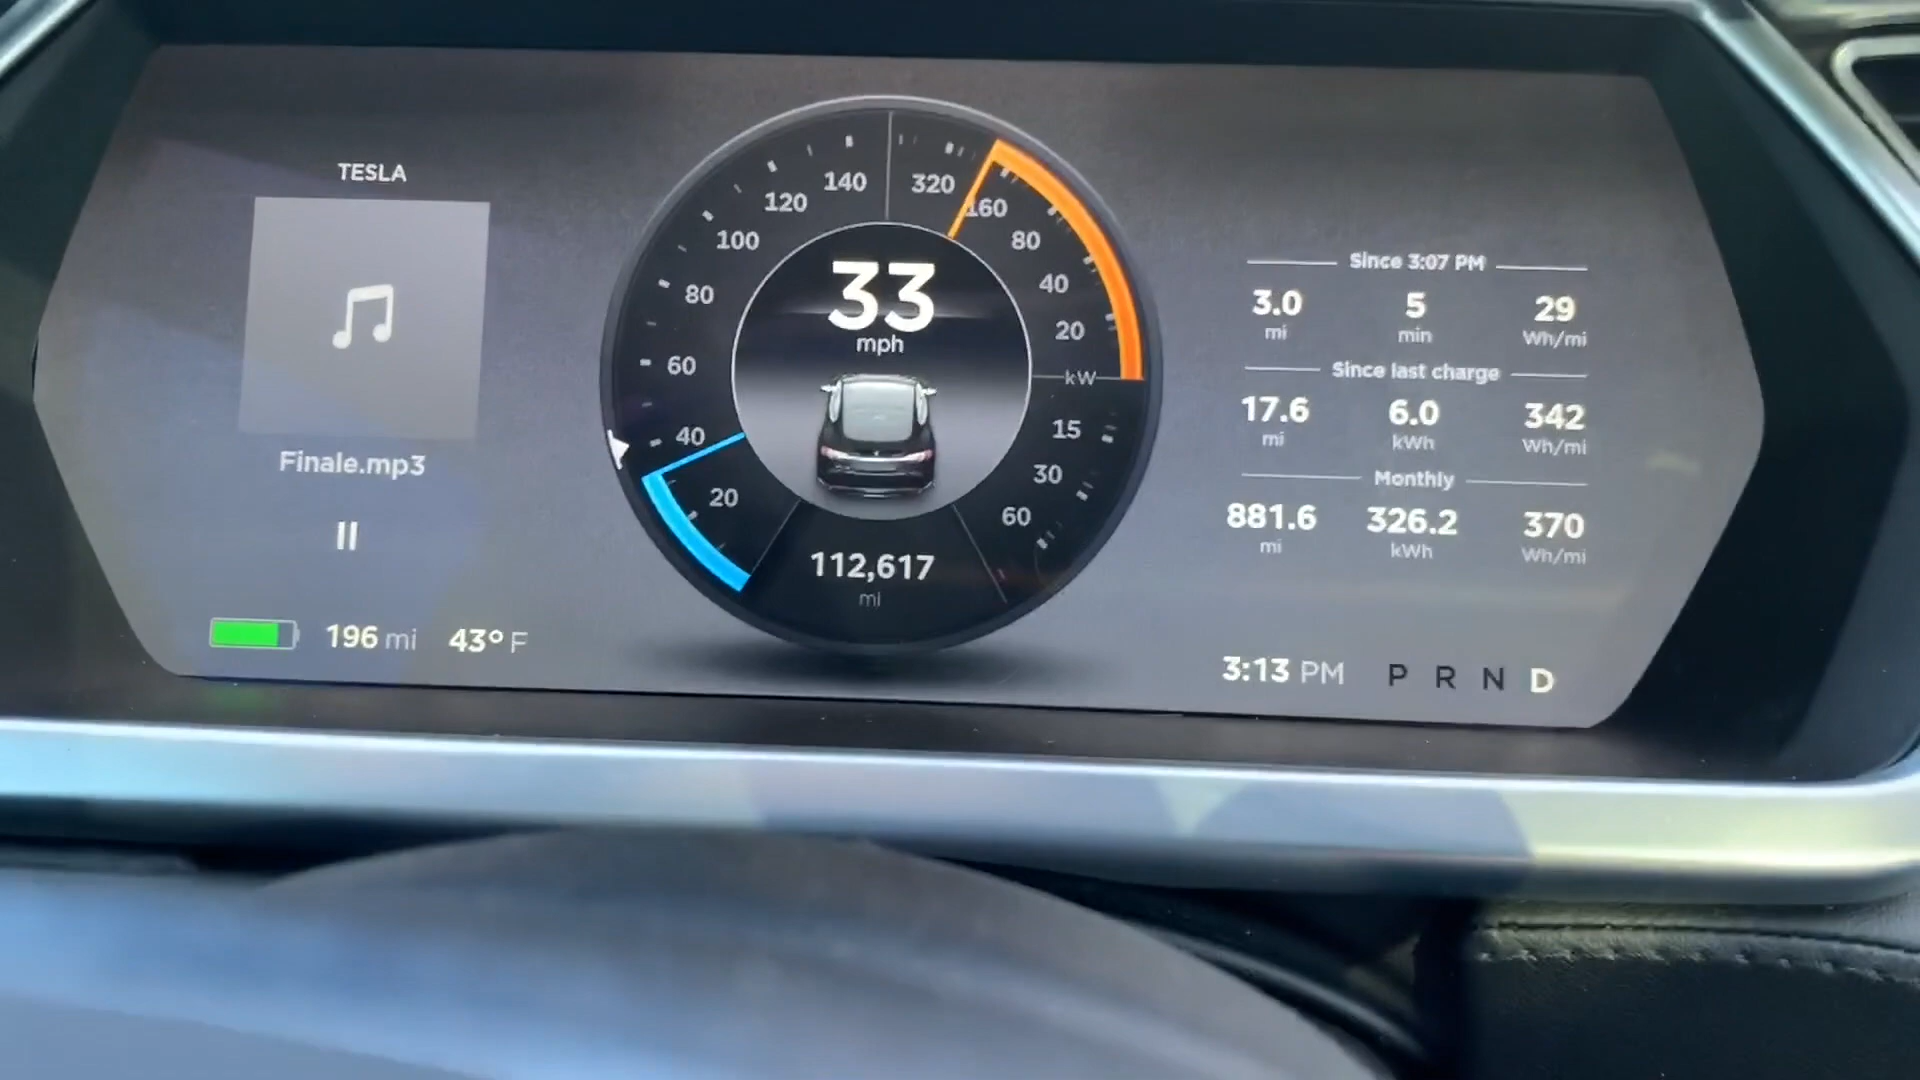 TESLA
Finale.mp3
196 mi 43° F
140
120
100
80
60
40
20
320
160
80
40
20
kW
15
30
60
33
mph
112,617
mi
Since 3:07 PM
3.0 5 29
mi min Wh/mi
Since last charge
17.6 6.0 342
mi kWh Wh/mi
Monthly
881.6 326.2 370
mi kWh Wh/mi
3:13 PM P R N D